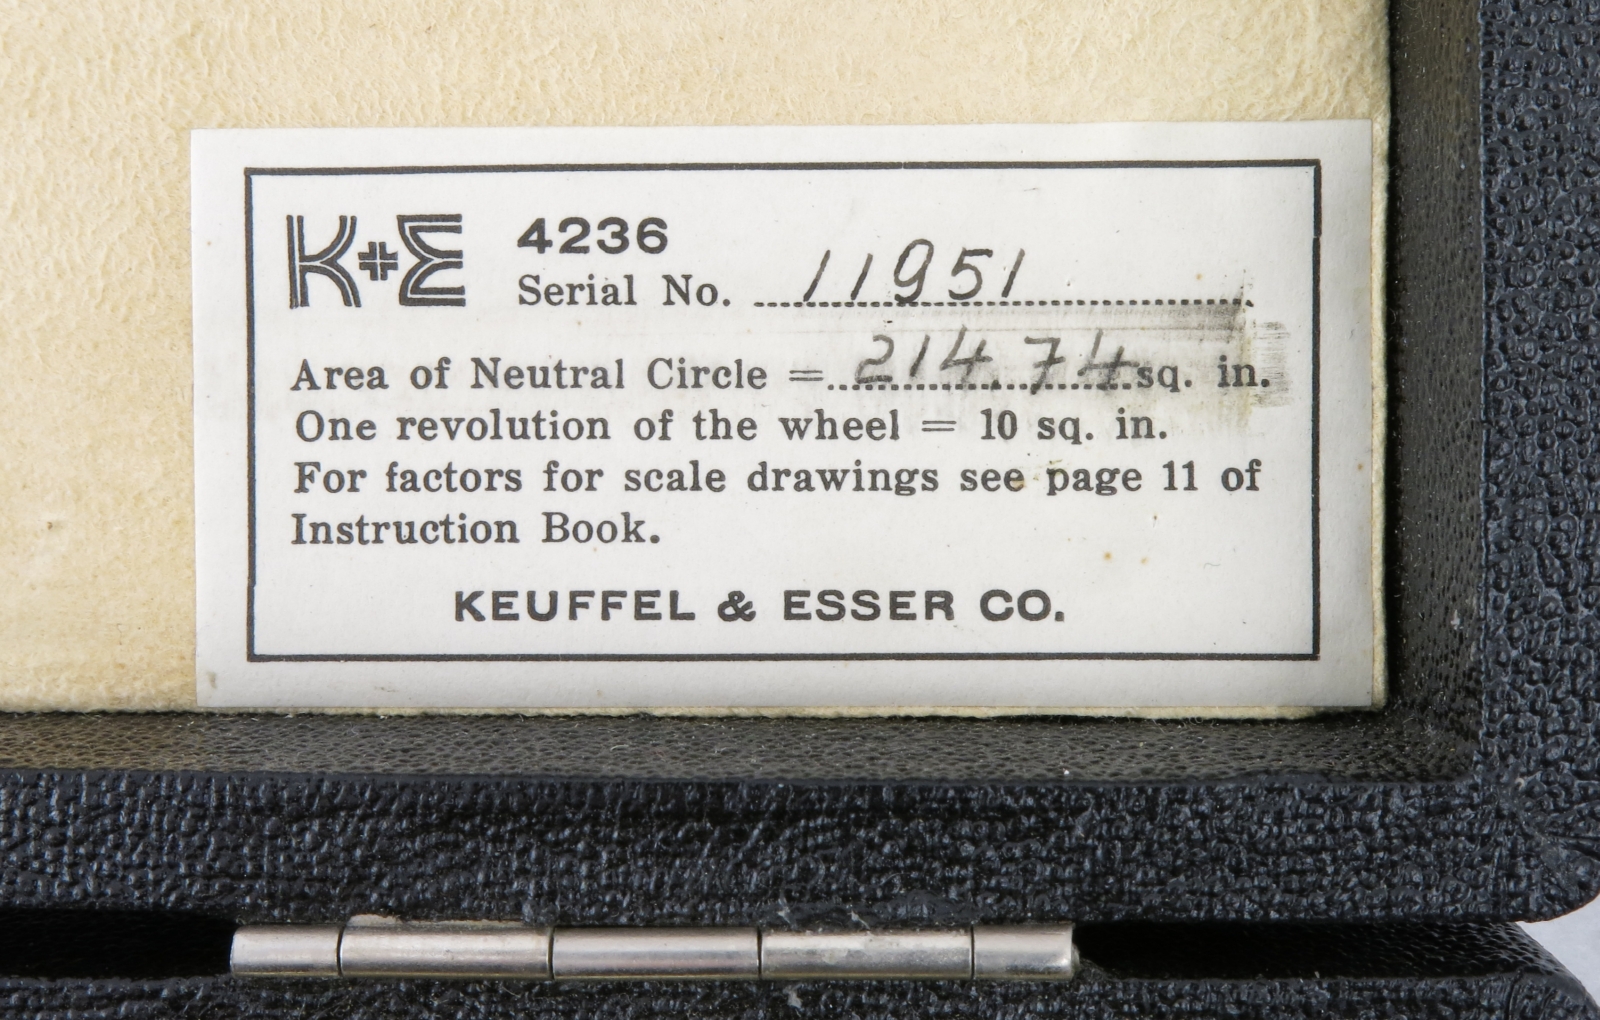 K+E 4236
Serial No. 11951
Area of Neutral Circle = 214.74 sq. in.
One revolution of the wheel = 10 sq. in.
For factors for scale drawings see page 11 of
Instruction Book.
KEUFFEL & ESSER CO.